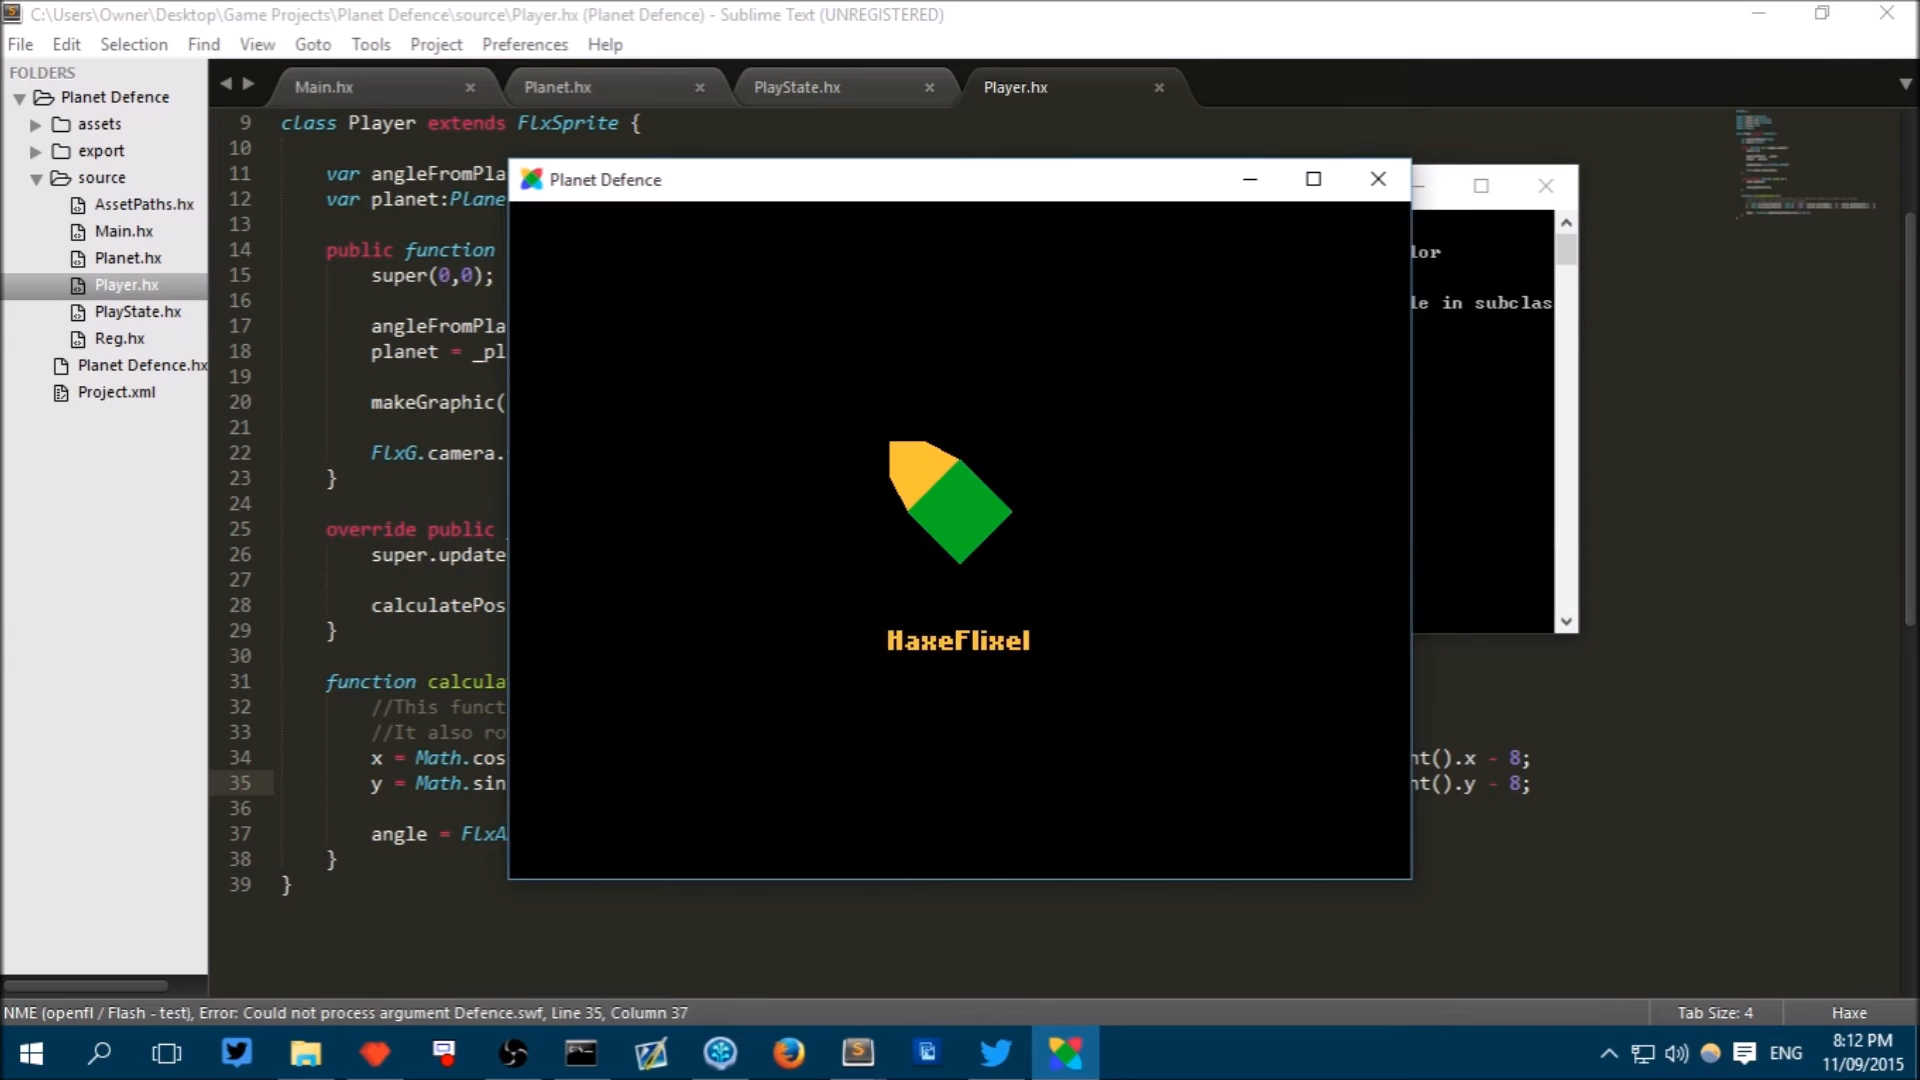 C:\Users\Owner\Desktop\Game Projects\Planet Defence\source\Player.hx (Planet Defence) - Sublime Text (UNREGISTERED)
File Edit Selection Find View Goto Tools Project Preferences Help
FOLDERS
Planet Defence
assets
export
source
AssetPaths.hx
Main.hx
Planet.hx
Player.hx
PlayState.hx
Reg.hx
Planet Defence.hx
Project.xml
Main.hx Planet.hx PlayState.hx Player.hx
9 class Player extends FlxSprite {
10
11 var angleFromPla
12 var planet:Plane
13
14 public function
15 super(0,0);
16
17 angleFromPla
18 planet = _pl
19
20 makeGraphic(
21
22 FlxG.camera.
23 }
24
25 override public
26 super.update
27
28 calculatePos
29 }
30
31 function calcula
32 //This funct
33 //It also ro
34 x = Math.cos nt().x - 8;
35 y = Math.sin nt().y - 8;
36
37 angle = FlxA
38 }
39 }
Planet Defence
HaxeFlixel
lor
le in subclas
NME (openfl / Flash - test), Error: Could not process argument Defence.swf, Line 35, Column 37
Tab Size: 4 Haxe
ENG
8:12 PM
11/09/2015